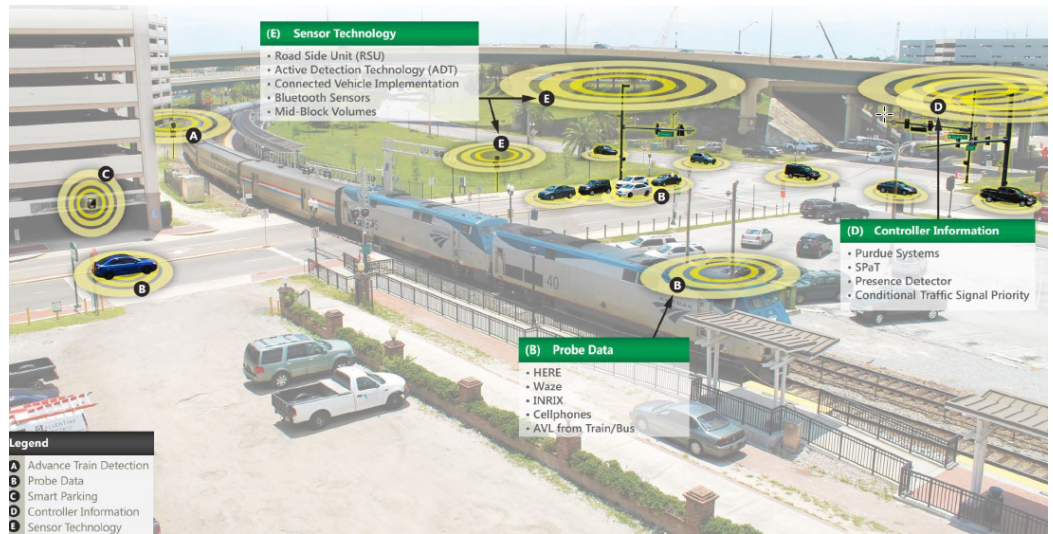 (E) Sensor Technology
• Road Side Unit (RSU)
• Active Detection Technology (ADT)
• Connected Vehicle Implementation
• Bluetooth Sensors
• Mid-Block Volumes
E
A
D
C
E
B
(D) Controller Information
• Purdue Systems
• SPaT
• Presence Detector
• Conditional Traffic Signal Priority
B
B
40
(B) Probe Data
• HERE
• Waze
• INRIX
• Cellphones
• AVL from Train/Bus
Legend
A Advance Train Detection
B Probe Data
C Smart Parking
D Controller Information
E Sensor Technology